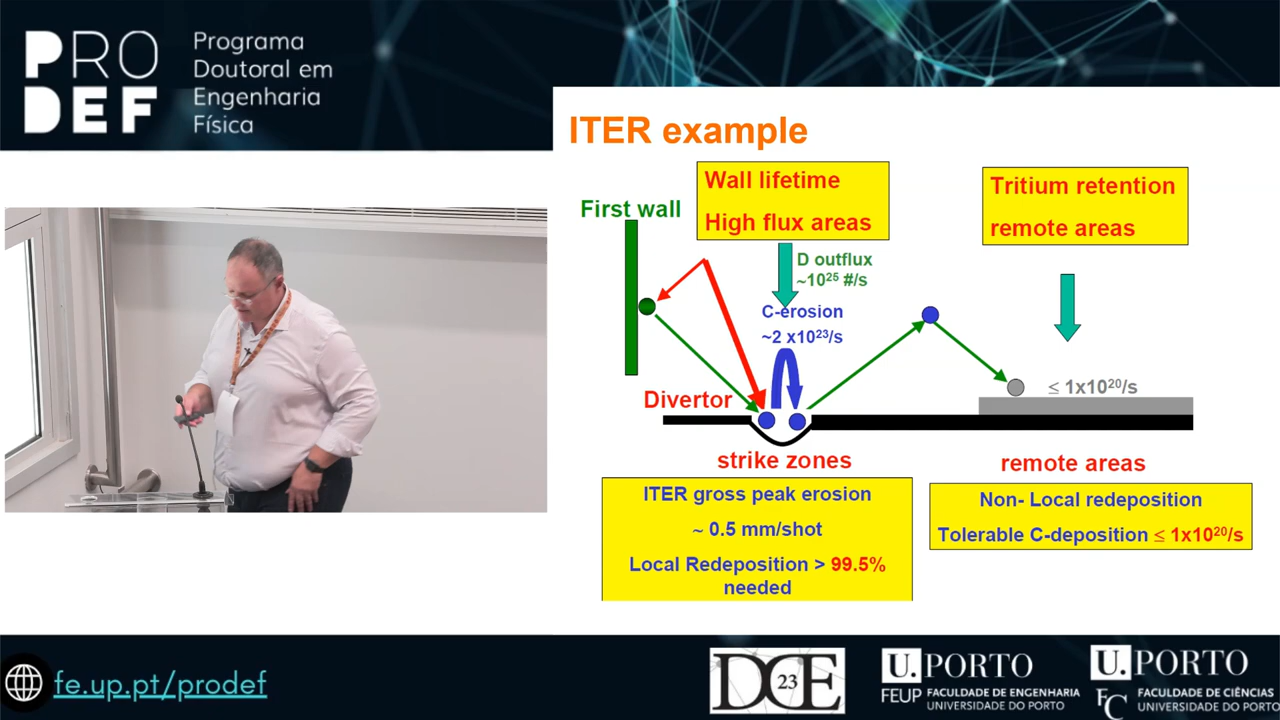 PRO
DEF
Programa
Doutoral em
Engenharia
Física
ITER example
Wall lifetime
High flux areas
Tritium retention
remote areas
First wall
D outflux
~10²⁵ #/s
C-erosion
~2 x10²³/s
≤ 1x10²⁰/s
Divertor
strike zones
remote areas
ITER gross peak erosion
~ 0.5 mm/shot
Local Redeposition > 99.5%
needed
Non- Local redeposition
Tolerable C-deposition ≤ 1x10²⁰/s
fe.up.pt/prodef
DCE
23
U.PORTO
FEUP FACULDADE DE ENGENHARIA
UNIVERSIDADE DO PORTO
U.PORTO
FC FACULDADE DE CIÊNCIAS
UNIVERSIDADE DO PORTO